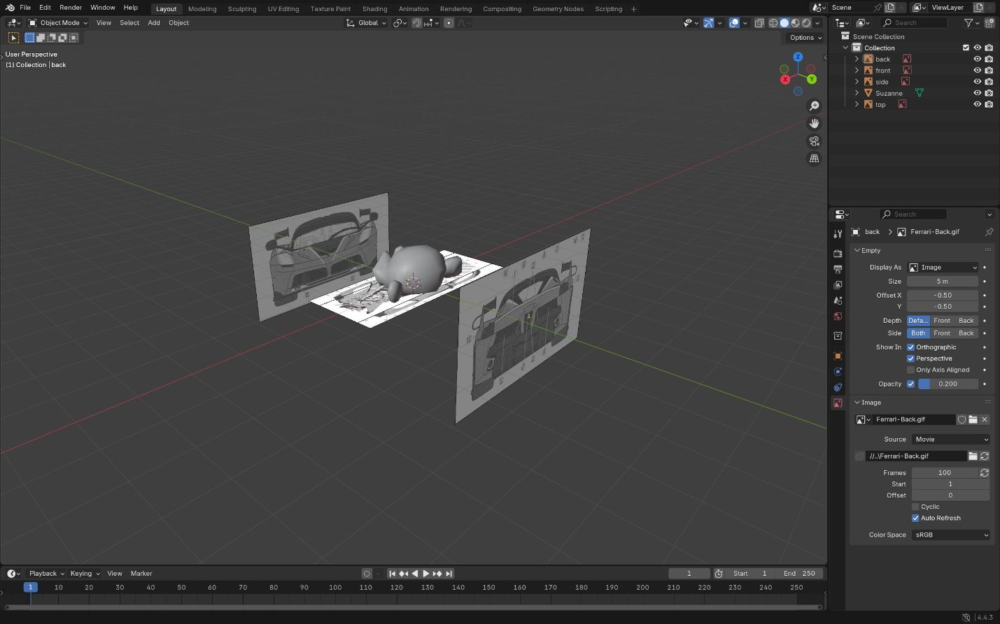 File Edit Render Window Help Layout Modeling Sculpting UV Editing Texture Paint Shading Animation Rendering Compositing Geometry Nodes Scripting + Scene ViewLayer
Object Mode View Select Add Object Global Search
Options
User Perspective
(1) Collection | back
Z
X
Y
Scene Collection
Collection
back
front
side
Suzanne
top
Search
back > Ferrari-Back.gif
Empty
Display As Image
Size 5 m
Offset X -0.50
Y -0.50
Depth Defa... Front Back
Side Both Front Back
Show In Orthographic
Perspective
Only Axis Aligned
Opacity 0.200
Image
Ferrari-Back.gif
Source Movie
//..\Ferrari-Back.gif
Frames 100
Start 1
Offset 0
Cyclic
Auto Refresh
Color Space sRGB
Playback Keying View Marker 1 Start 1 End 250
1 10 20 30 40 50 60 70 80 90 100 110 120 130 140 150 160 170 180 190 200 210 220 230 240 250
4.4.3